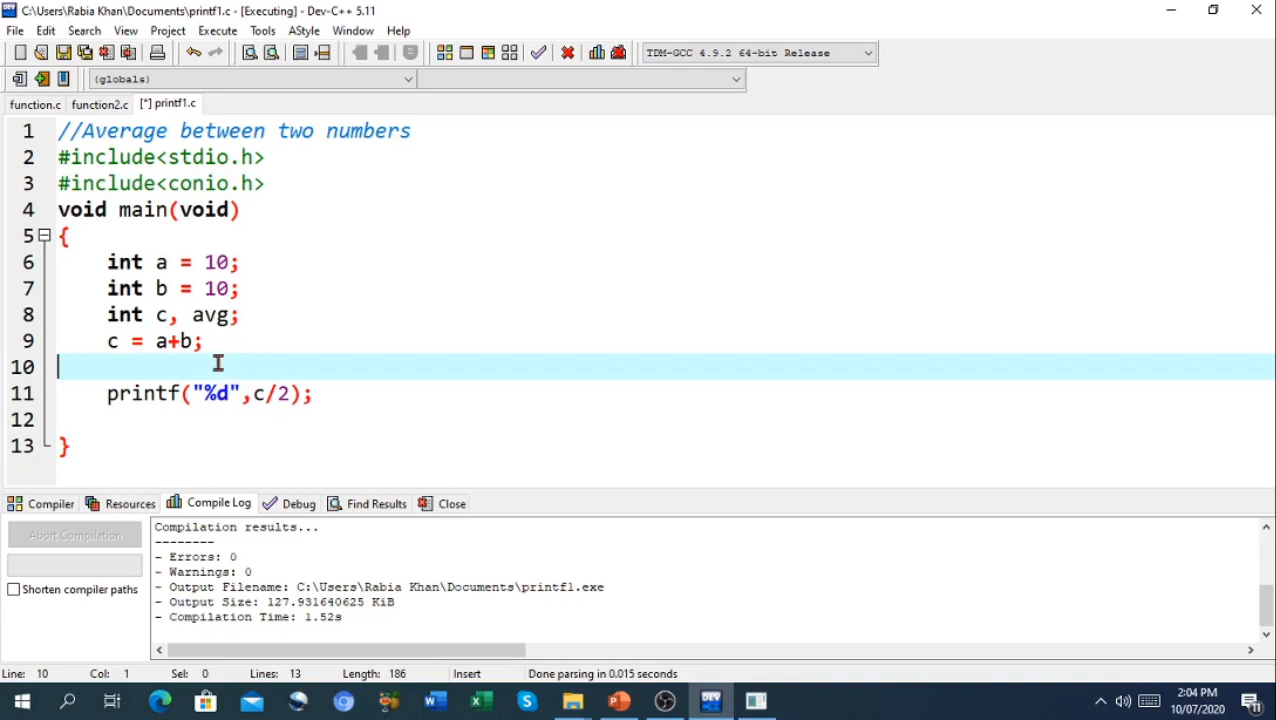 C:\Users\Rabia Khan\Documents\printf1.c - [Executing] - Dev-C++ 5.11
File Edit Search View Project Execute Tools AStyle Window Help
TDM-GCC 4.9.2 64-bit Release
(globals)
function.c function2.c [*] printf1.c
1 //Average between two numbers
2 #include<stdio.h>
3 #include<conio.h>
4 void main(void)
5 {
6 int a = 10;
7 int b = 10;
8 int c, avg;
9 c = a+b;
10
11 printf("%d",c/2);
12
13 }
Compiler Resources Compile Log Debug Find Results Close
Abort Compilation
Shorten compiler paths
Compilation results...
--------
- Errors: 0
- Warnings: 0
- Output Filename: C:\Users\Rabia Khan\Documents\printf1.exe
- Output Size: 127.931640625 KiB
- Compilation Time: 1.52s
Line: 10 Col: 1 Sel: 0 Lines: 13 Length: 186 Insert Done parsing in 0.015 seconds
2:04 PM
10/07/2020